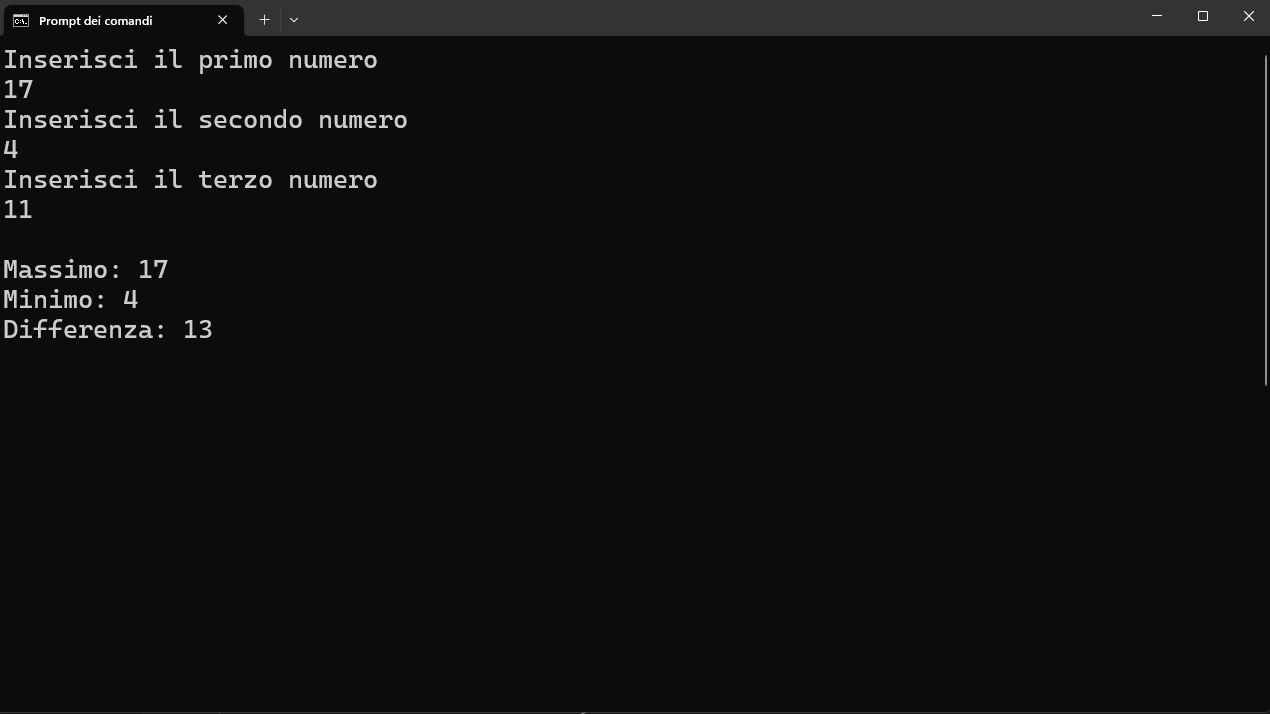 Prompt dei comandi
Inserisci il primo numero
17
Inserisci il secondo numero
4
Inserisci il terzo numero
11
Massimo: 17
Minimo: 4
Differenza: 13